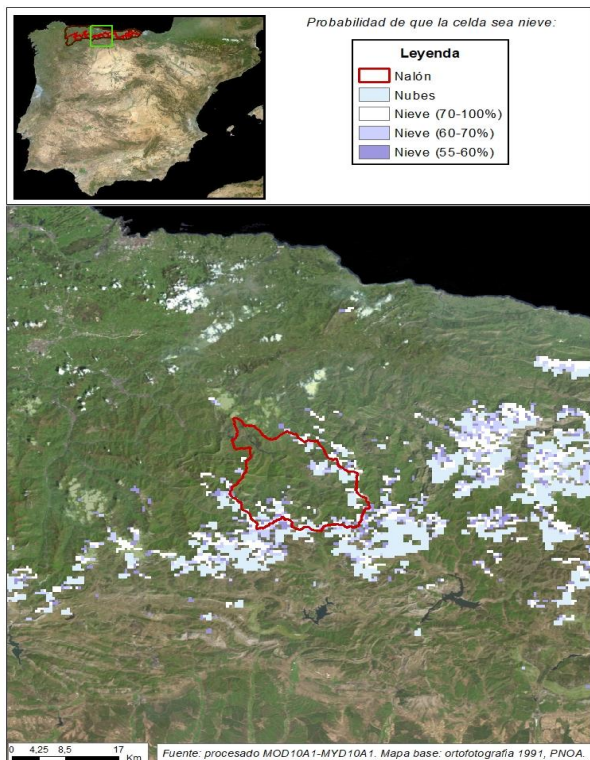 Probabilidad de que la celda sea nieve:
Leyenda
Nalón
Nubes
Nieve (70-100%)
Nieve (60-70%)
Nieve (55-60%)
0 4,25 8,5 17
Km
Fuente: procesado MOD10A1-MYD10A1. Mapa base: ortofotografía 1991, PNOA.